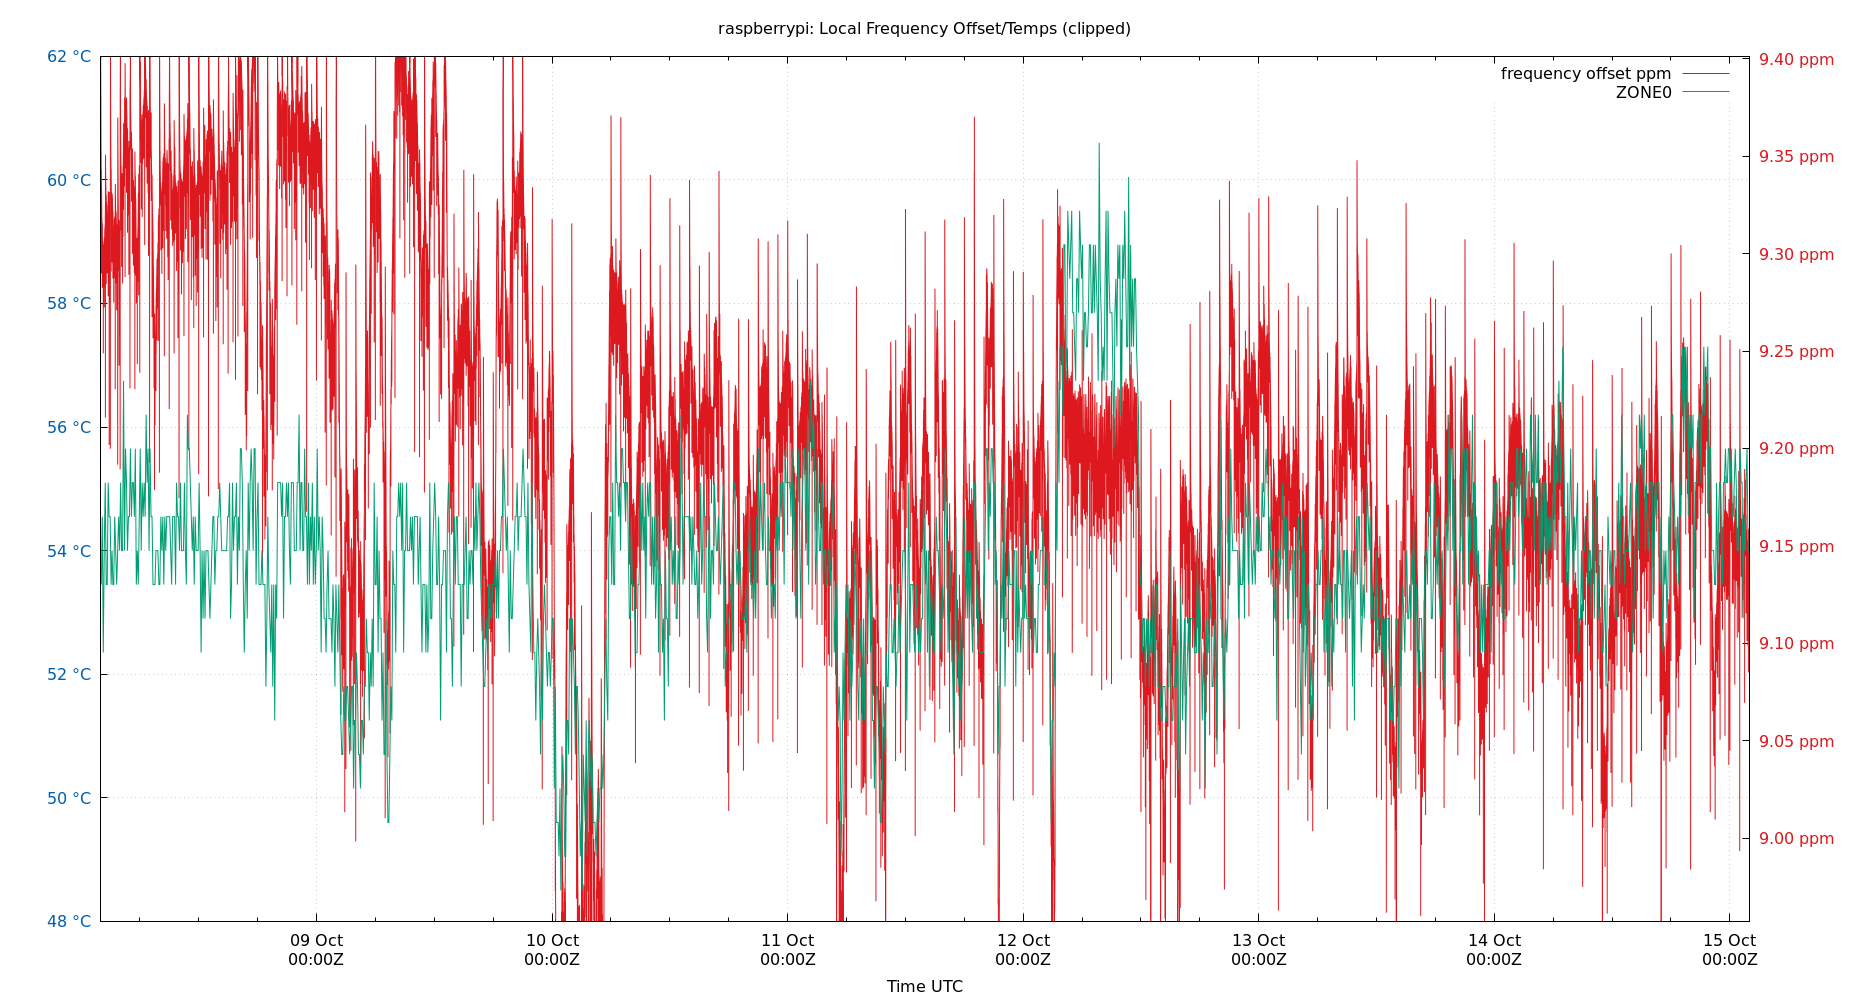 raspberrypi: Local Frequency Offset/Temps (clipped)
62 °C
9.40 ppm
frequency offset ppm
ZONE0
9.35 ppm
60 °C
9.30 ppm
58 °C
9.25 ppm
56 °C
9.20 ppm
54 °C
9.15 ppm
52 °C
9.10 ppm
9.05 ppm
50 °C
9.00 ppm
48 °C
09 Oct 10 Oct 11 Oct 12 Oct 13 Oct 14 Oct 15 Oct
00:00Z 00:00Z 00:00Z 00:00Z 00:00Z 00:00Z 00:00Z
Time UTC